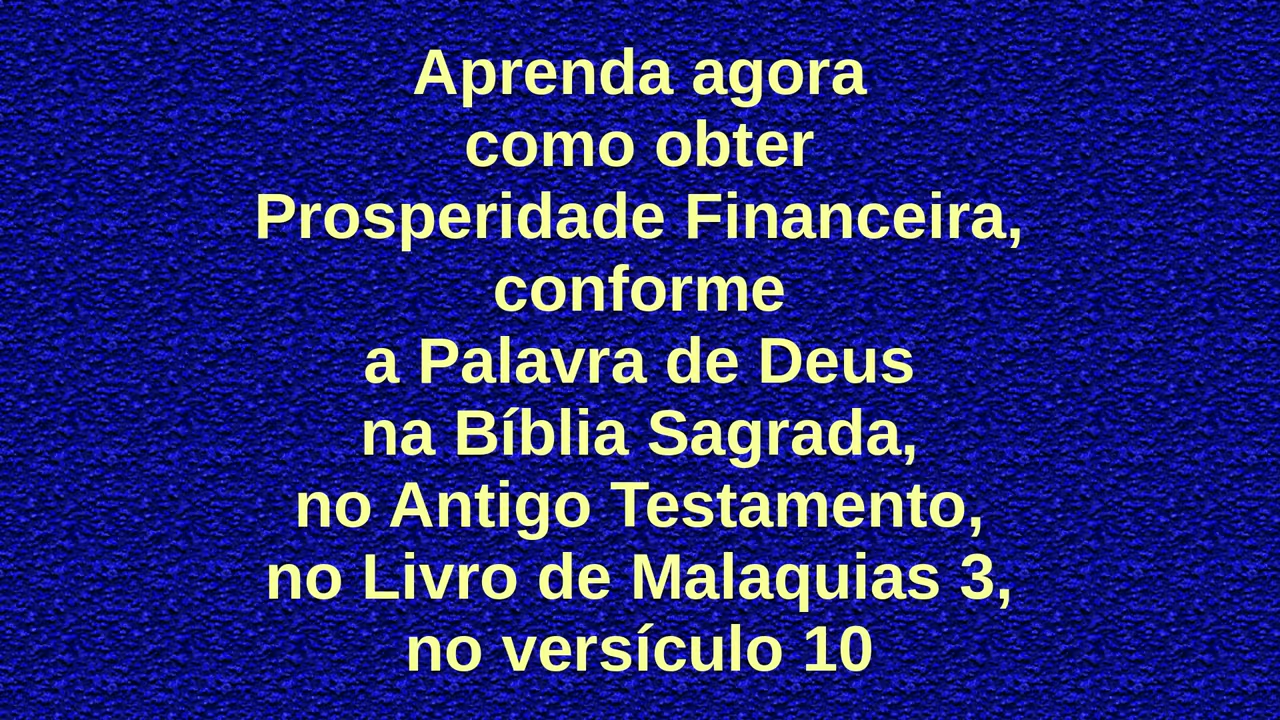 Aprenda agora
como obter
Prosperidade Financeira,
conforme
a Palavra de Deus
na Bíblia Sagrada,
no Antigo Testamento,
no Livro de Malaquias 3,
no versículo 10